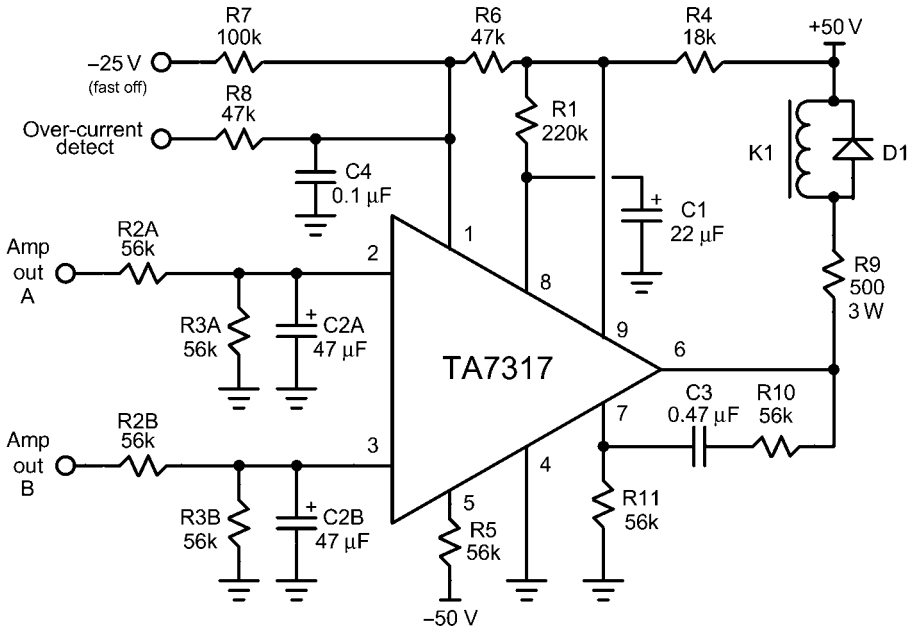 R7
100k
R6
47k
R4
18k
+50 V
–25 V
(fast off)
R8
47k
Over-current
detect
R1
220k
K1
D1
C4
0.1 µF
+
C1
22 µF
1
Amp
out
A
R2A
56k
2
8
R9
500
3 W
R3A
56k
+
C2A
47 µF
9
6
TA7317
C3
0.47 µF
R10
56k
7
Amp
out
B
R2B
56k
3
4
R3B
56k
+
C2B
47 µF
5
R5
56k
R11
56k
–50 V